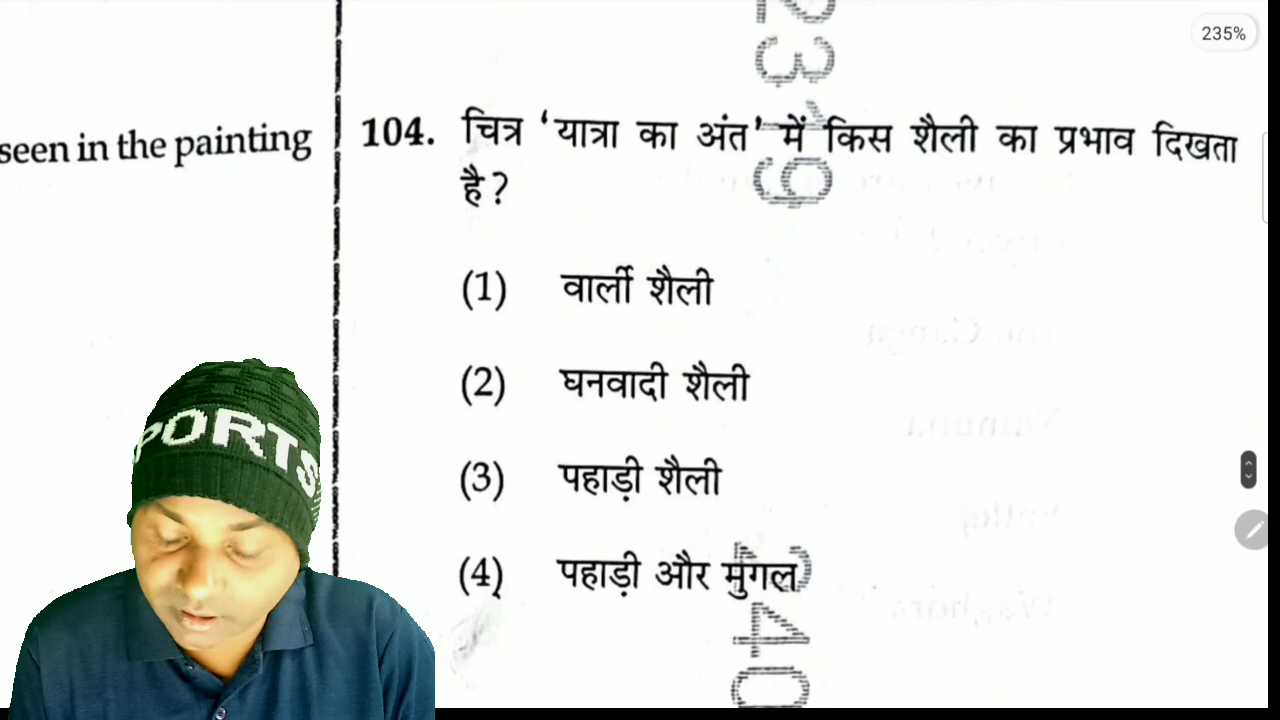 235%
seen in the painting
104. चित्र 'यात्रा का अंत' में किस शैली का प्रभाव दिखता
है?
(1) वार्ली शैली
(2) घनवादी शैली
(3) पहाड़ी शैली
(4) पहाड़ी और मुगल
PORTS